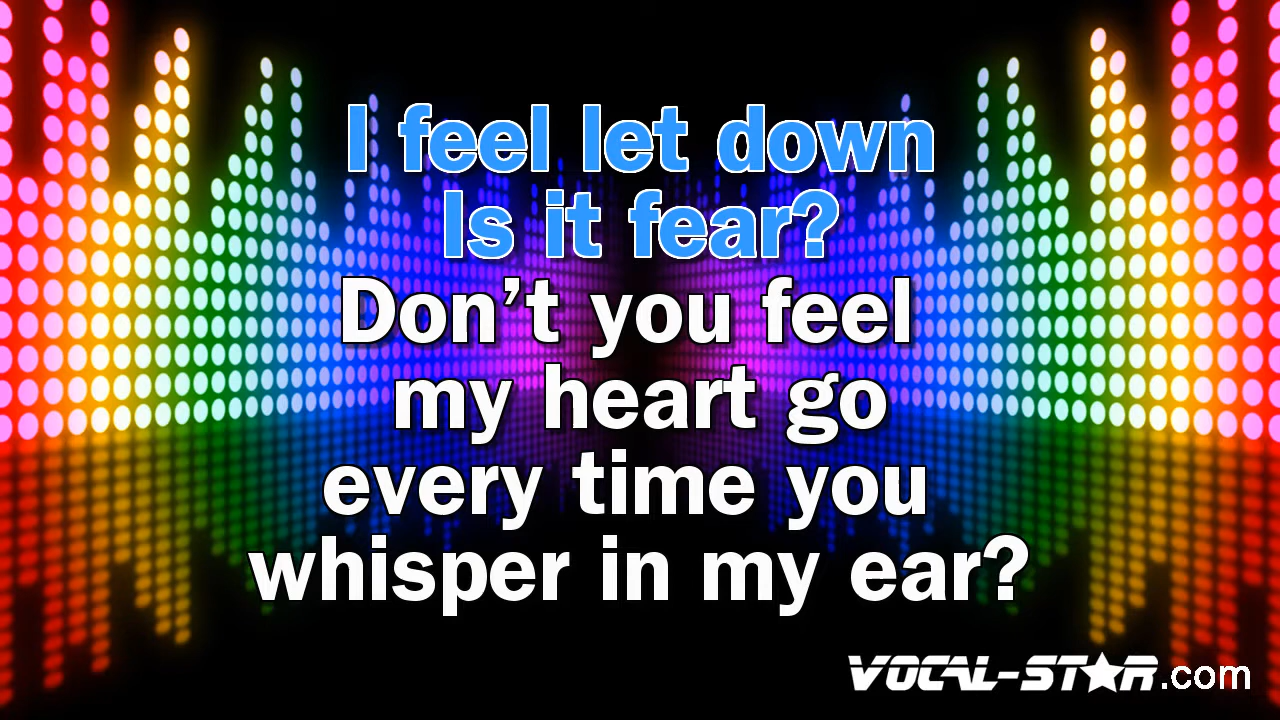 I feel let down
Is it fear?
Don’t you feel
my heart go
every time you
whisper in my ear?
VOCAL-STAR.com